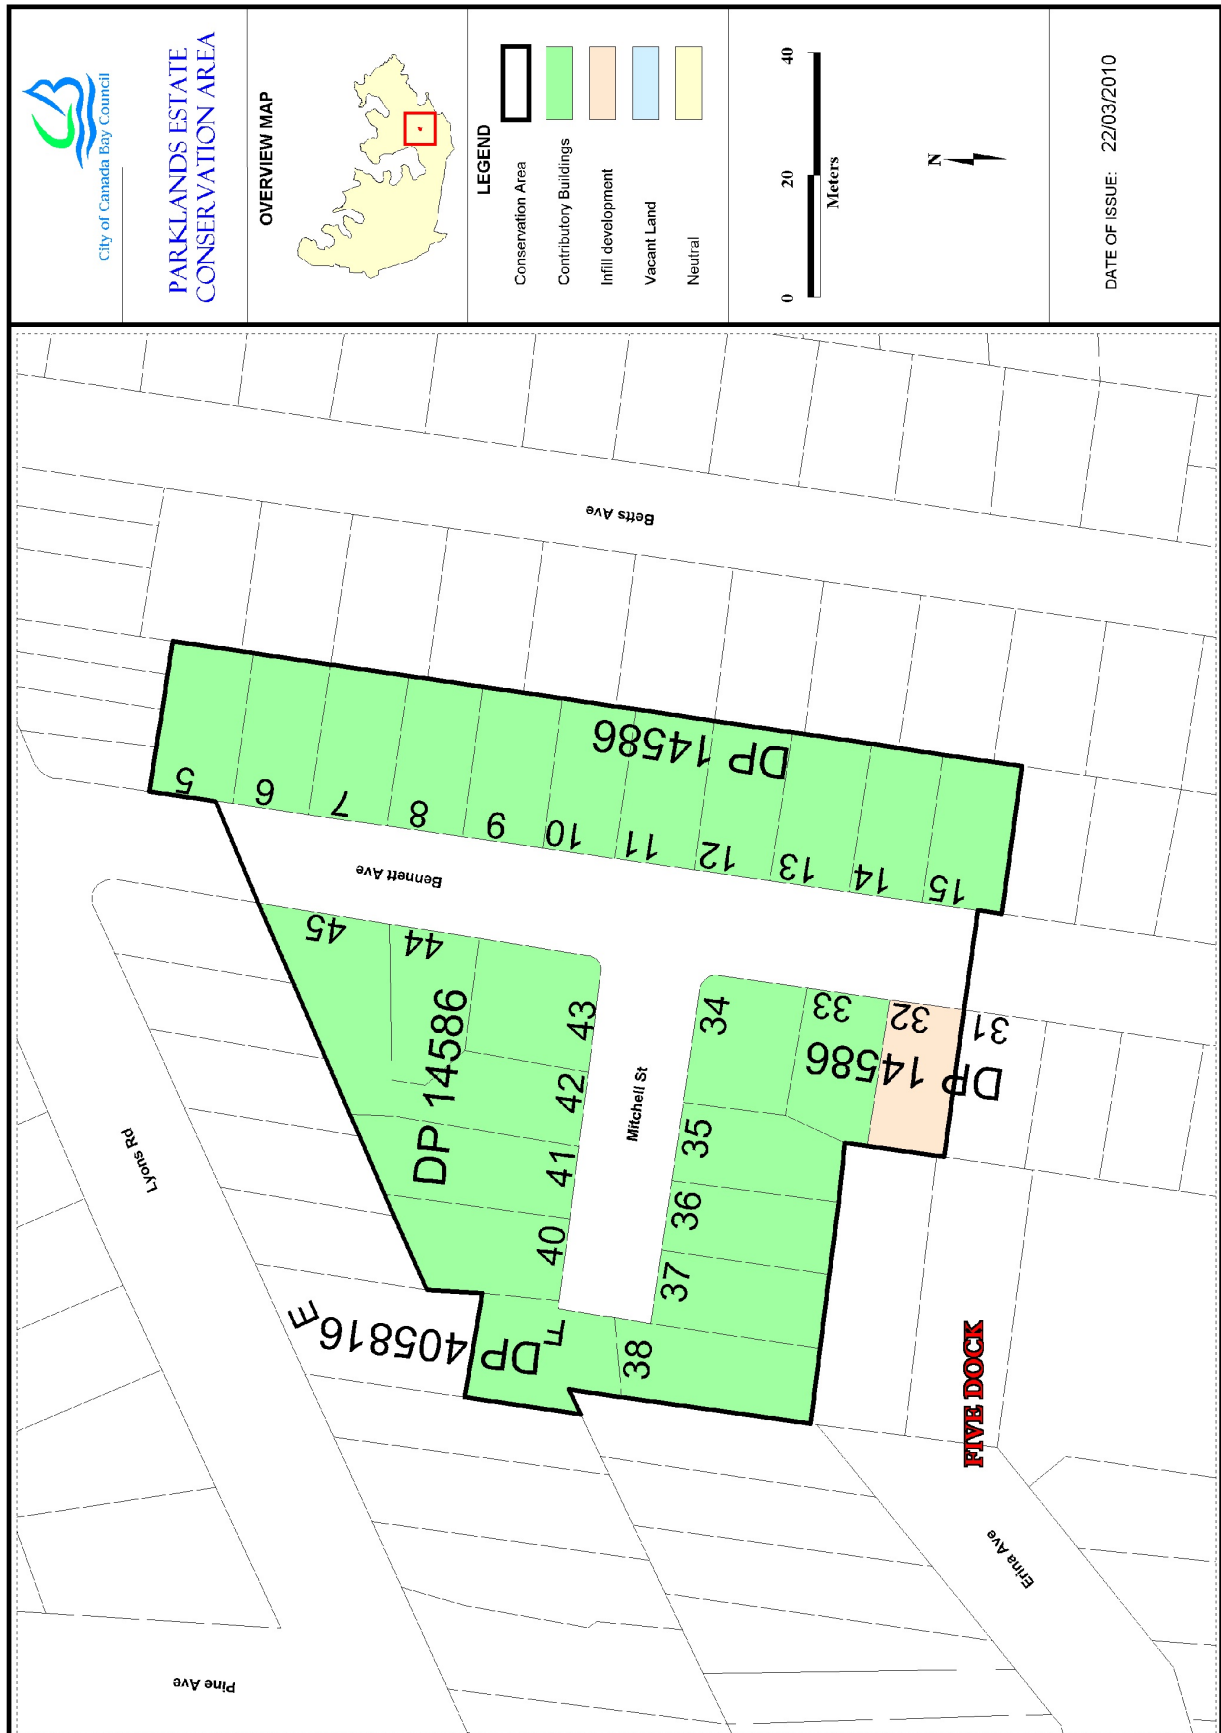 City of Canada Bay Council
PARKLANDS ESTATE
CONSERVATION AREA
OVERVIEW MAP
LEGEND
Conservation Area
Contributory Buildings
Infill development
Vacant Land
Neutral
0 20 40
Meters
N
DATE OF ISSUE: 22/03/2010
Betts Ave
Bennett Ave
Mitchell St
Lyons Rd
Pine Ave
Erina Ave
FIVE DOCK
5
6
7
8
9
10
11
12
13
14
15
DP 14586
45
44
43
42
41
40
DP 14586
34
33
32
31
DP 14586
35
36
37
38
E
DP 405816
F